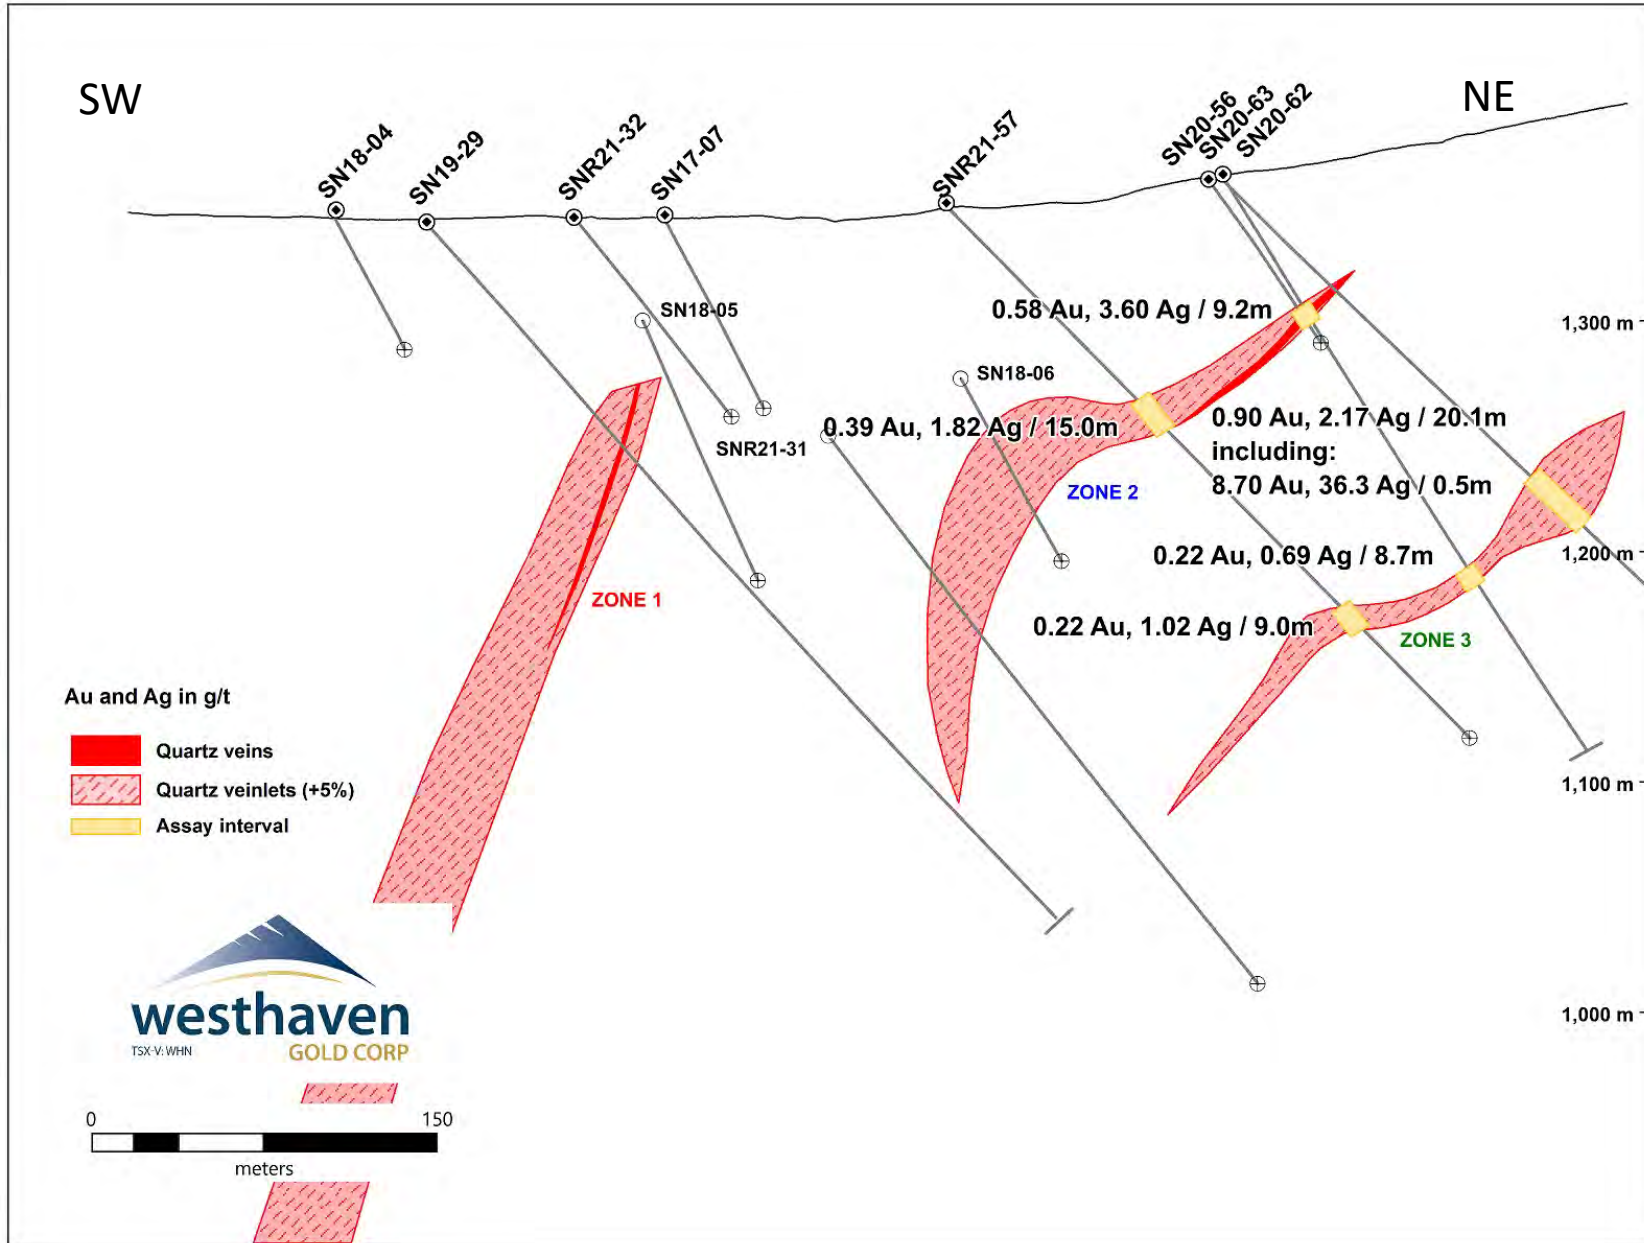 SW
NE
SN18-04
SN19-29
SNR21-32
SN17-07
SNR21-57
SN20-56
SN20-63
SN20-62
SN18-05
0.58 Au, 3.60 Ag / 9.2m
1,300 m
SN18-06
0.39 Au, 1.82 Ag / 15.0m
SNR21-31
0.90 Au, 2.17 Ag / 20.1m
including:
8.70 Au, 36.3 Ag / 0.5m
ZONE 2
0.22 Au, 0.69 Ag / 8.7m
1,200 m
ZONE 1
0.22 Au, 1.02 Ag / 9.0m
ZONE 3
Au and Ag in g/t
Quartz veins
Quartz veinlets (+5%)
Assay interval
1,100 m
westhaven
TSX-V: WHN
GOLD CORP
1,000 m
0 150
meters